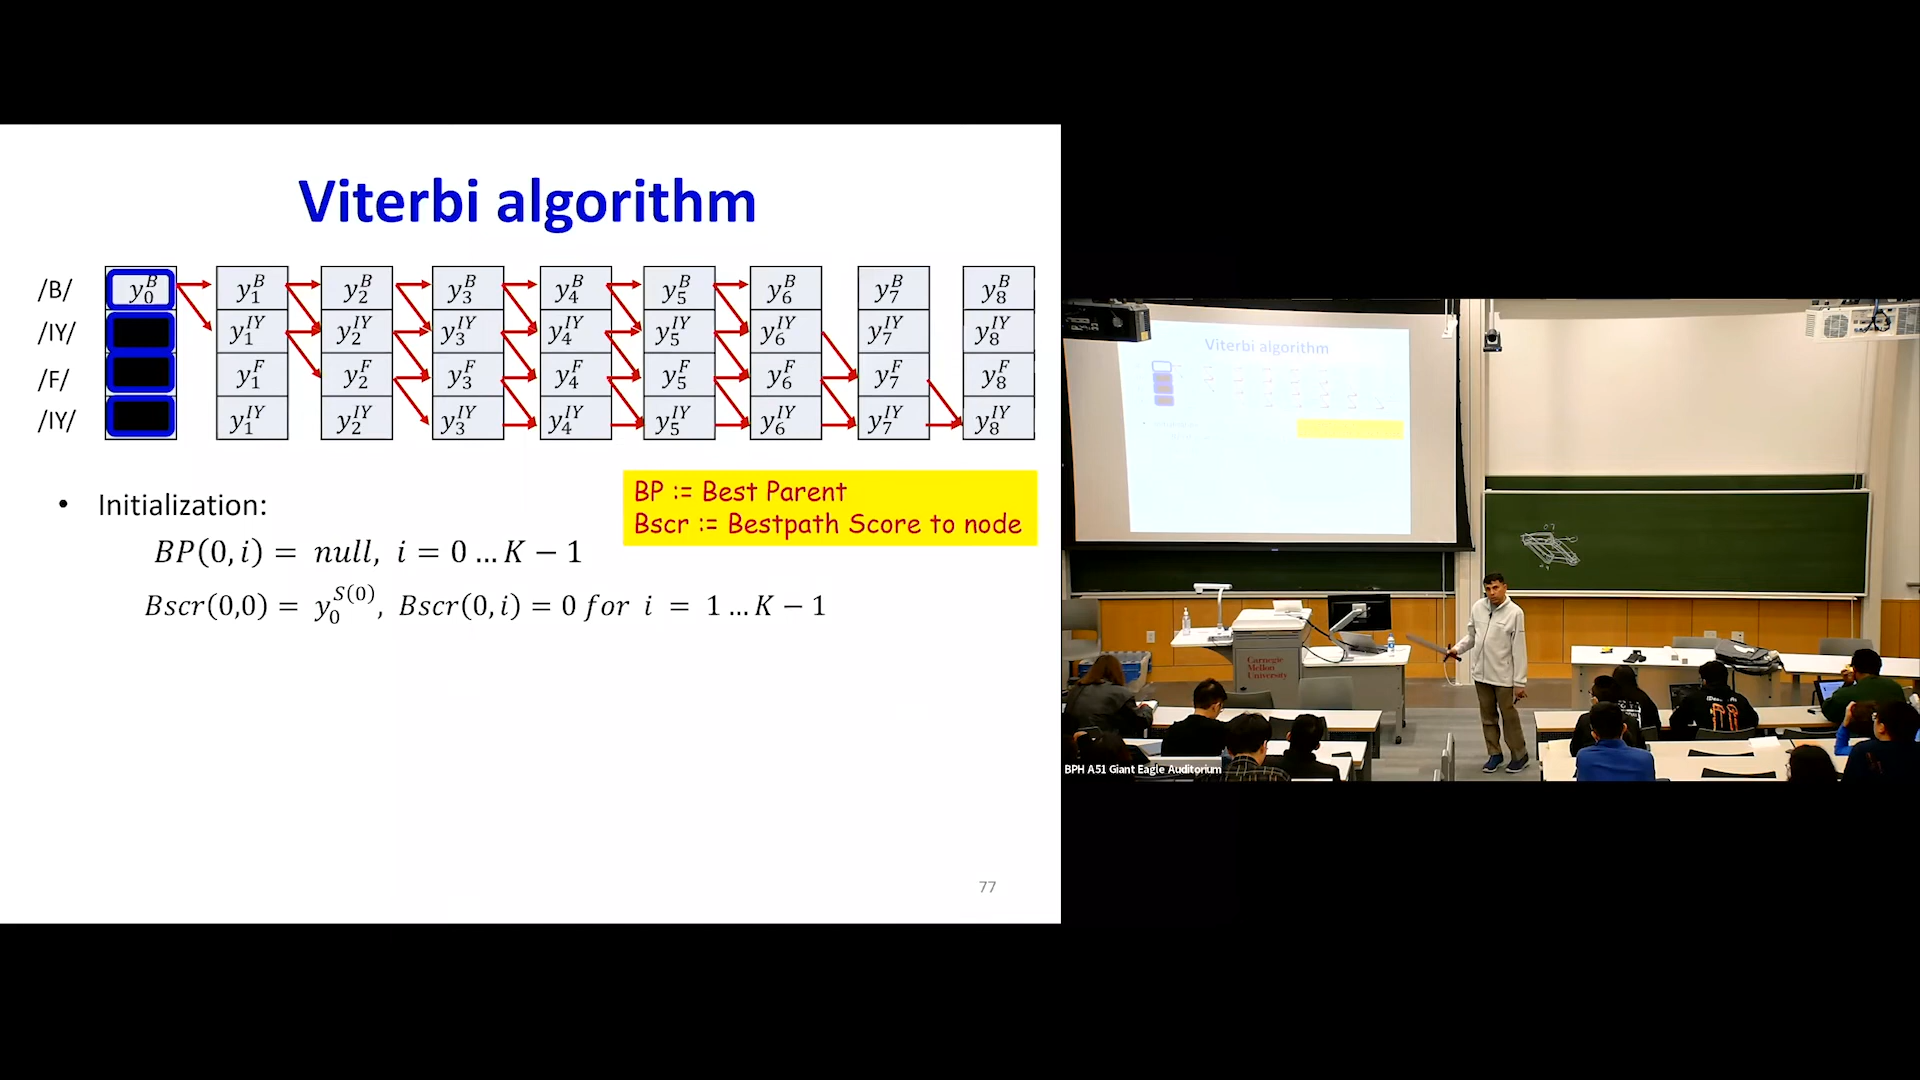 Viterbi algorithm
/B/ y_0^B y_1^B y_2^B y_3^B y_4^B y_5^B y_6^B y_7^B y_8^B
/IY/ y_1^{IY} y_2^{IY} y_3^{IY} y_4^{IY} y_5^{IY} y_6^{IY} y_7^{IY} y_8^{IY}
/F/ y_1^F y_2^F y_3^F y_4^F y_5^F y_6^F y_7^F y_8^F
/IY/ y_1^{IY} y_2^{IY} y_3^{IY} y_4^{IY} y_5^{IY} y_6^{IY} y_7^{IY} y_8^{IY}
• Initialization:
BP := Best Parent
Bscr := Bestpath Score to node
BP(0,i) = null, i = 0 … K − 1
Bscr(0,0) = y_0^{S(0)}, Bscr(0,i) = 0 for i = 1 … K − 1
77
Viterbi algorithm
Carnegie
Mellon
University
BPH A51 Giant Eagle Auditorium